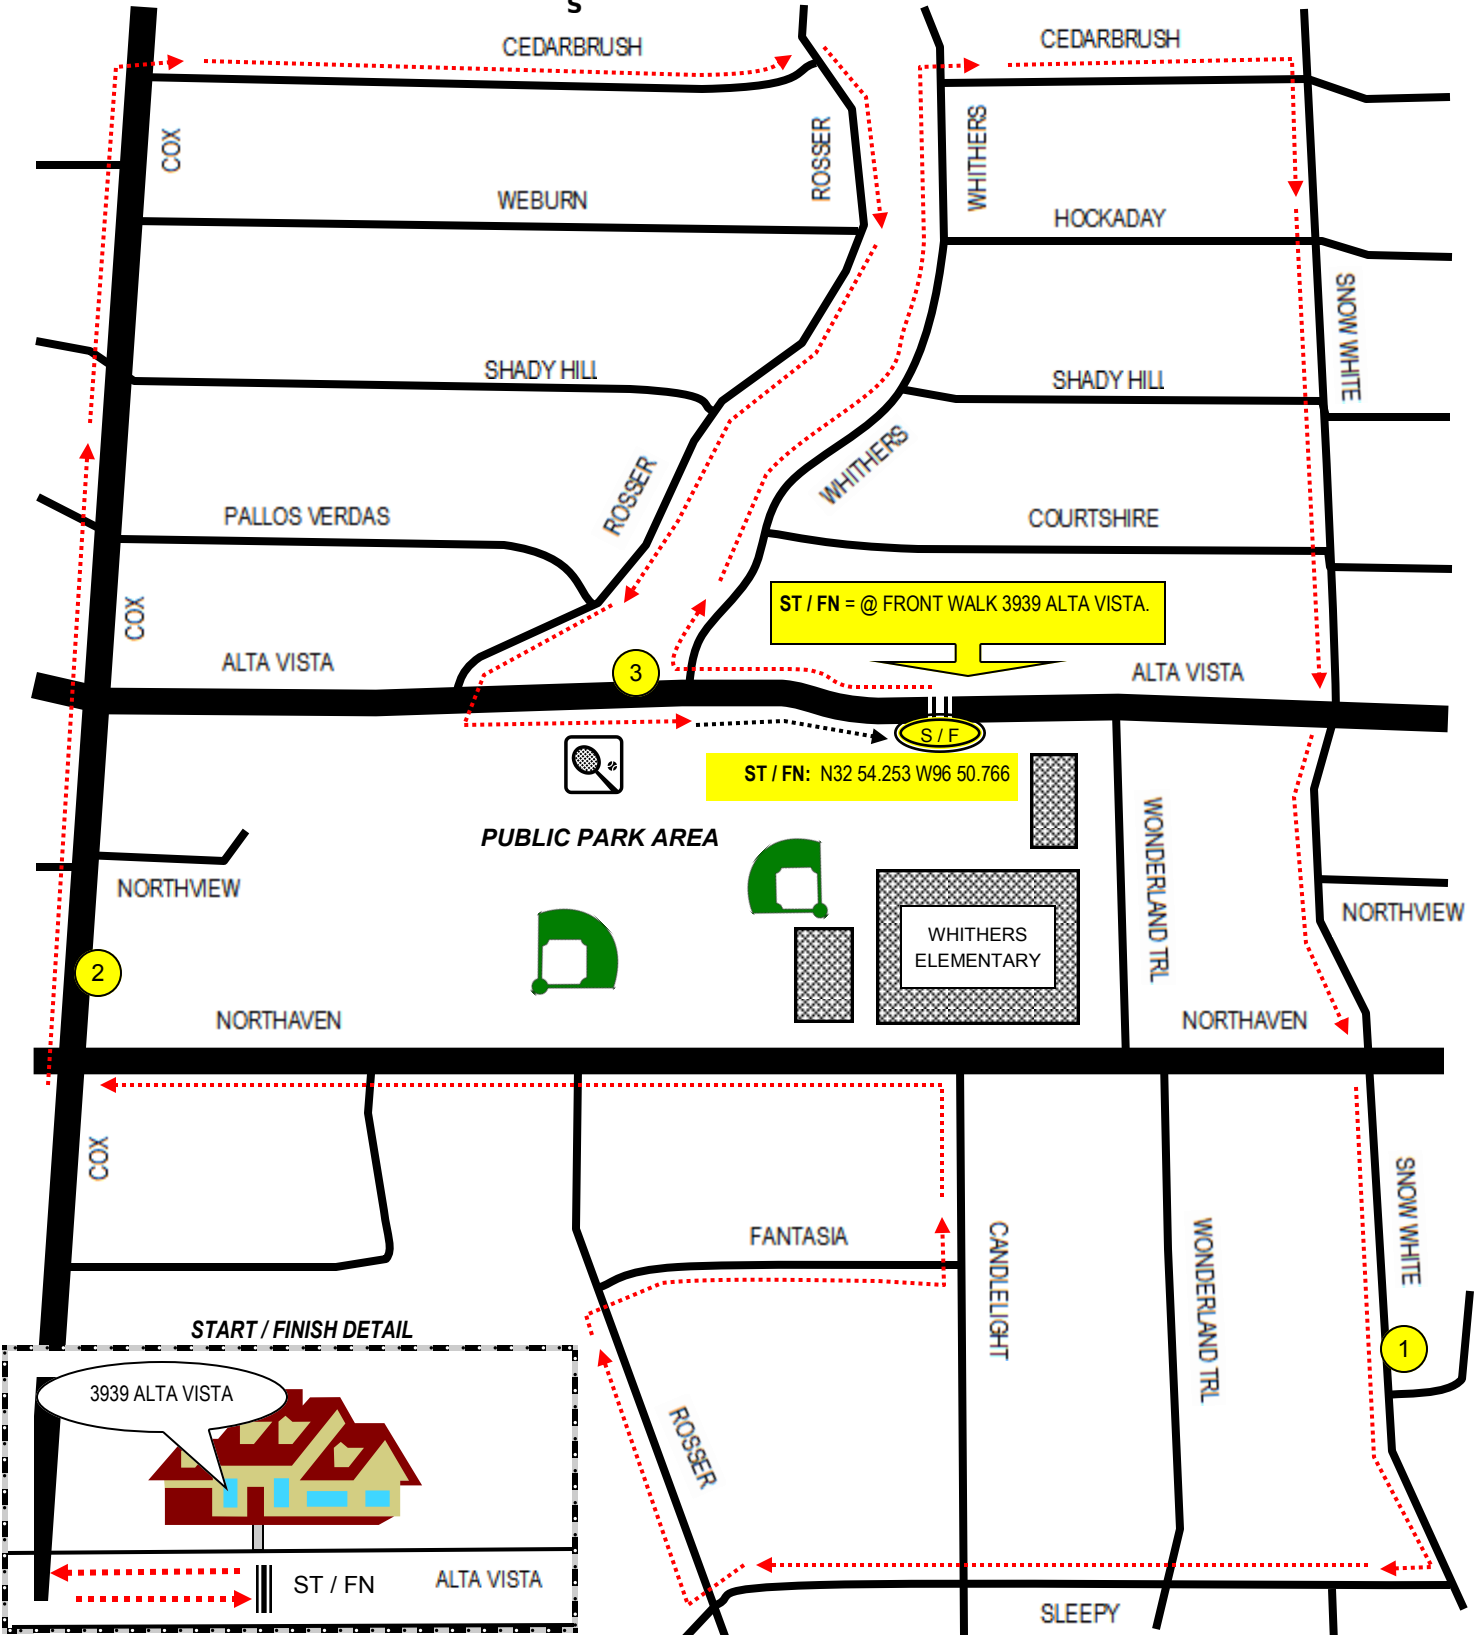 S
CEDARBRUSH
CEDARBRUSH
COX
ROSSER
WHITHERS
WEBURN
HOCKADAY
SNOW WHITE
SHADY HILL
SHADY HILL
WHITHERS
ROSSER
PALLOS VERDAS
COURTSHIRE
COX
ST / FN = @ FRONT WALK 3939 ALTA VISTA.
ALTA VISTA
3
ALTA VISTA
S / F
ST / FN: N32 54.253 W96 50.766
PUBLIC PARK AREA
WONDERLAND TRL
NORTHVIEW
NORTHVIEW
WHITHERS
ELEMENTARY
2
NORTHAVEN
NORTHAVEN
COX
SNOW WHITE
FANTASIA
CANDLELIGHT
WONDERLAND TRL
START / FINISH DETAIL
1
3939 ALTA VISTA
ROSSER
ST / FN
ALTA VISTA
SLEEPY